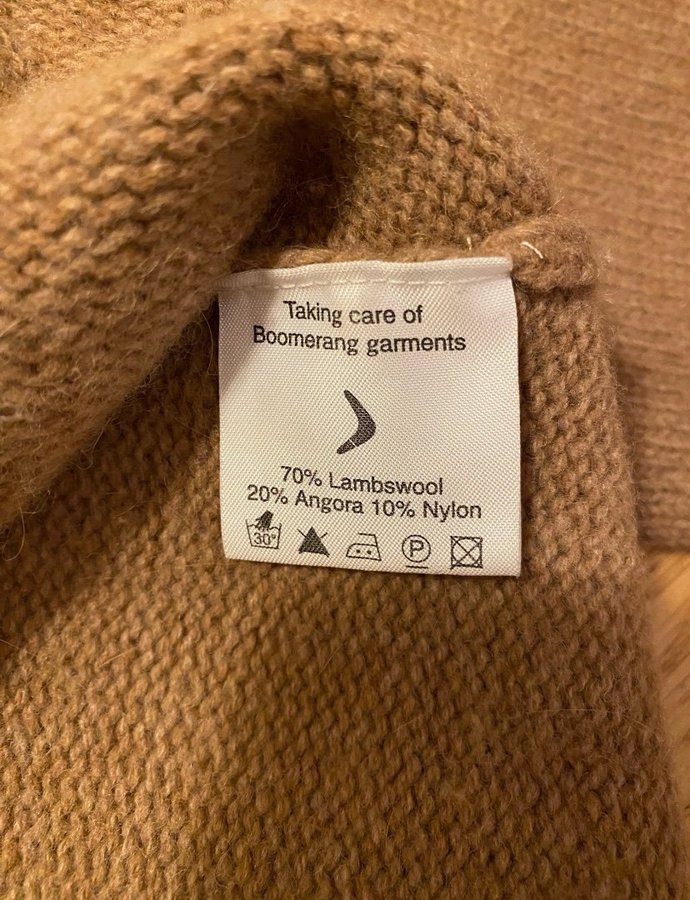 Taking care of
Boomerang garments
70% Lambswool
20% Angora 10% Nylon
30° P